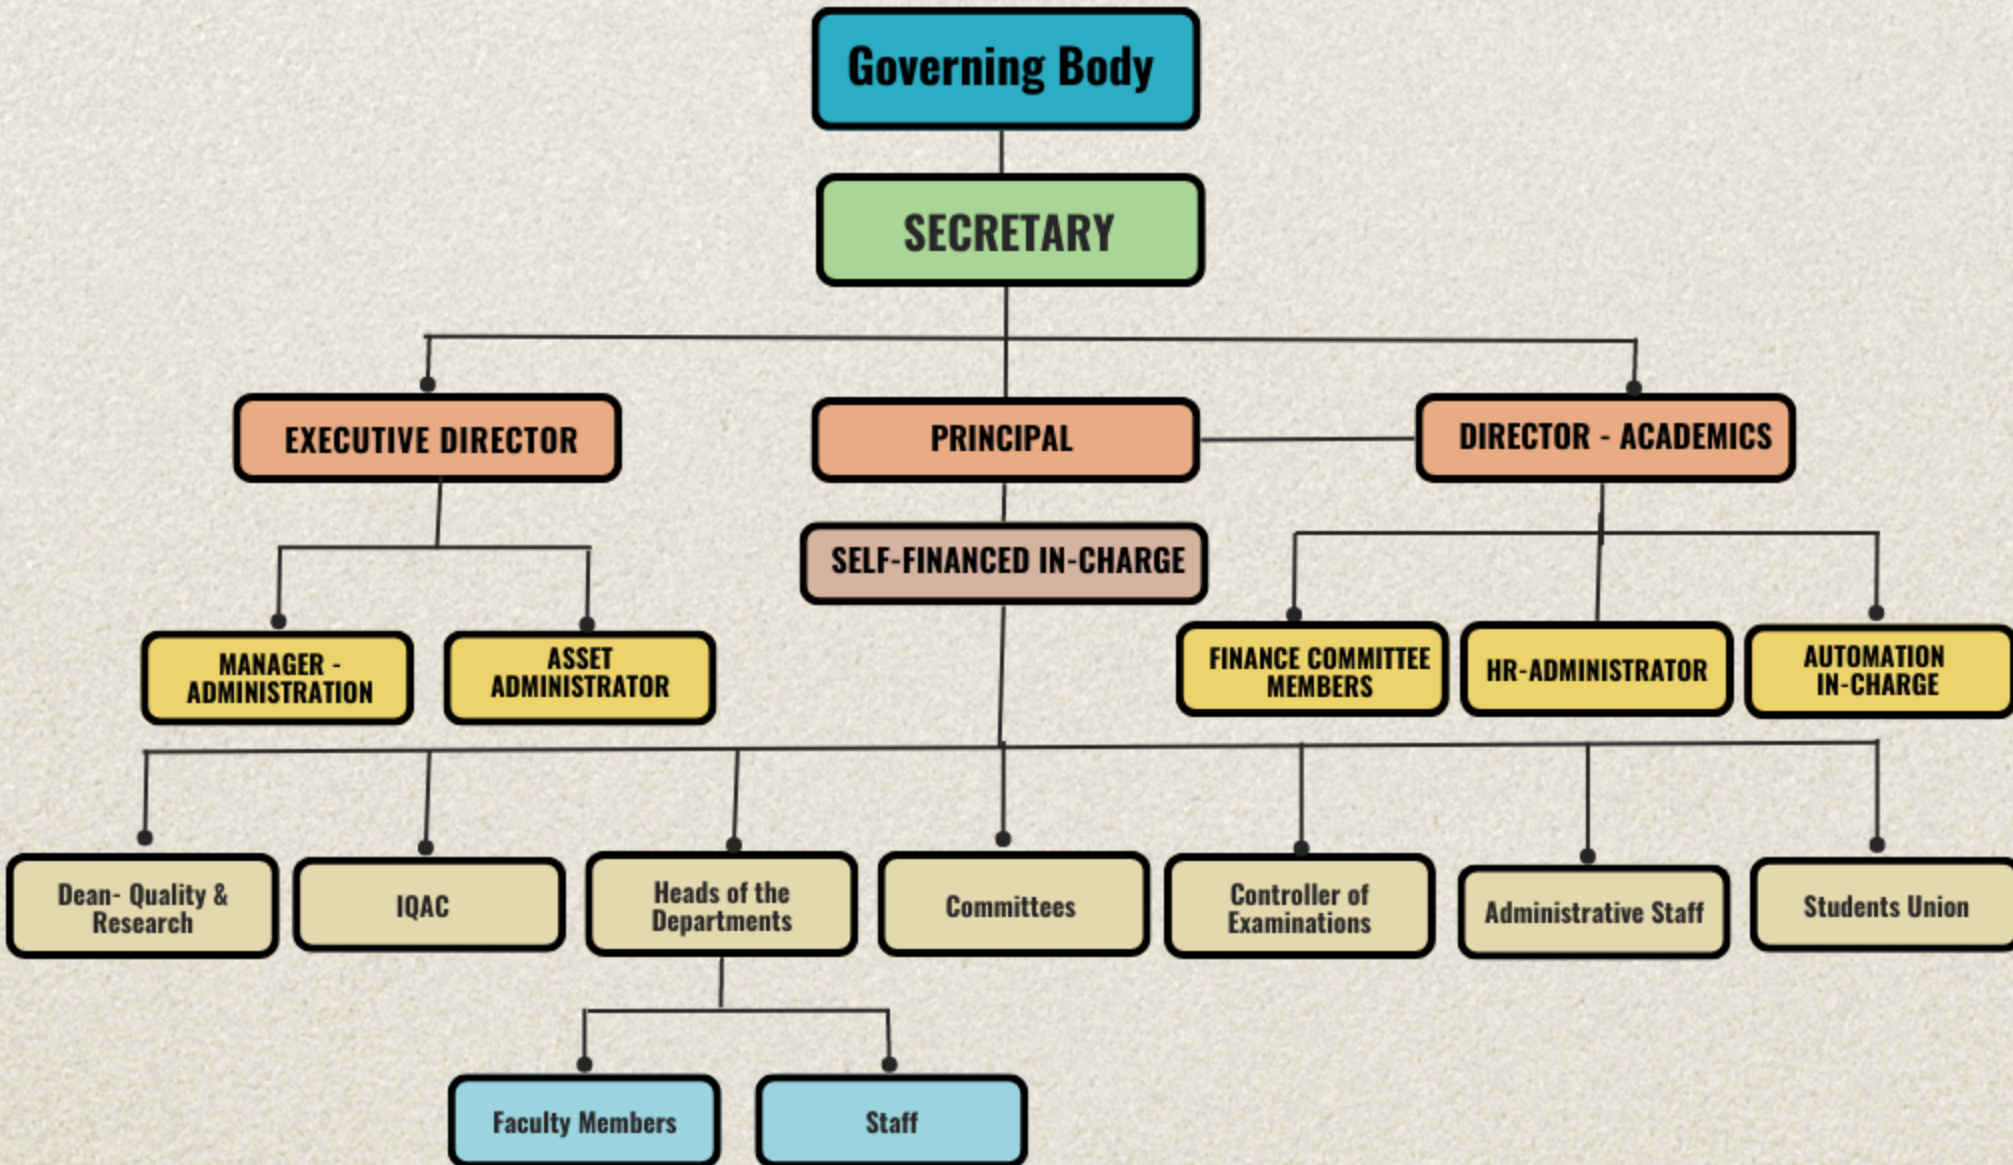 Governing Body
SECRETARY
EXECUTIVE DIRECTOR
PRINCIPAL
DIRECTOR - ACADEMICS
SELF-FINANCED IN-CHARGE
MANAGER -
ADMINISTRATION
ASSET
ADMINISTRATOR
FINANCE COMMITTEE
MEMBERS
HR-ADMINISTRATOR
AUTOMATION
IN-CHARGE
Dean- Quality &
Research
IQAC
Heads of the
Departments
Committees
Controller of
Examinations
Administrative Staff
Students Union
Faculty Members
Staff